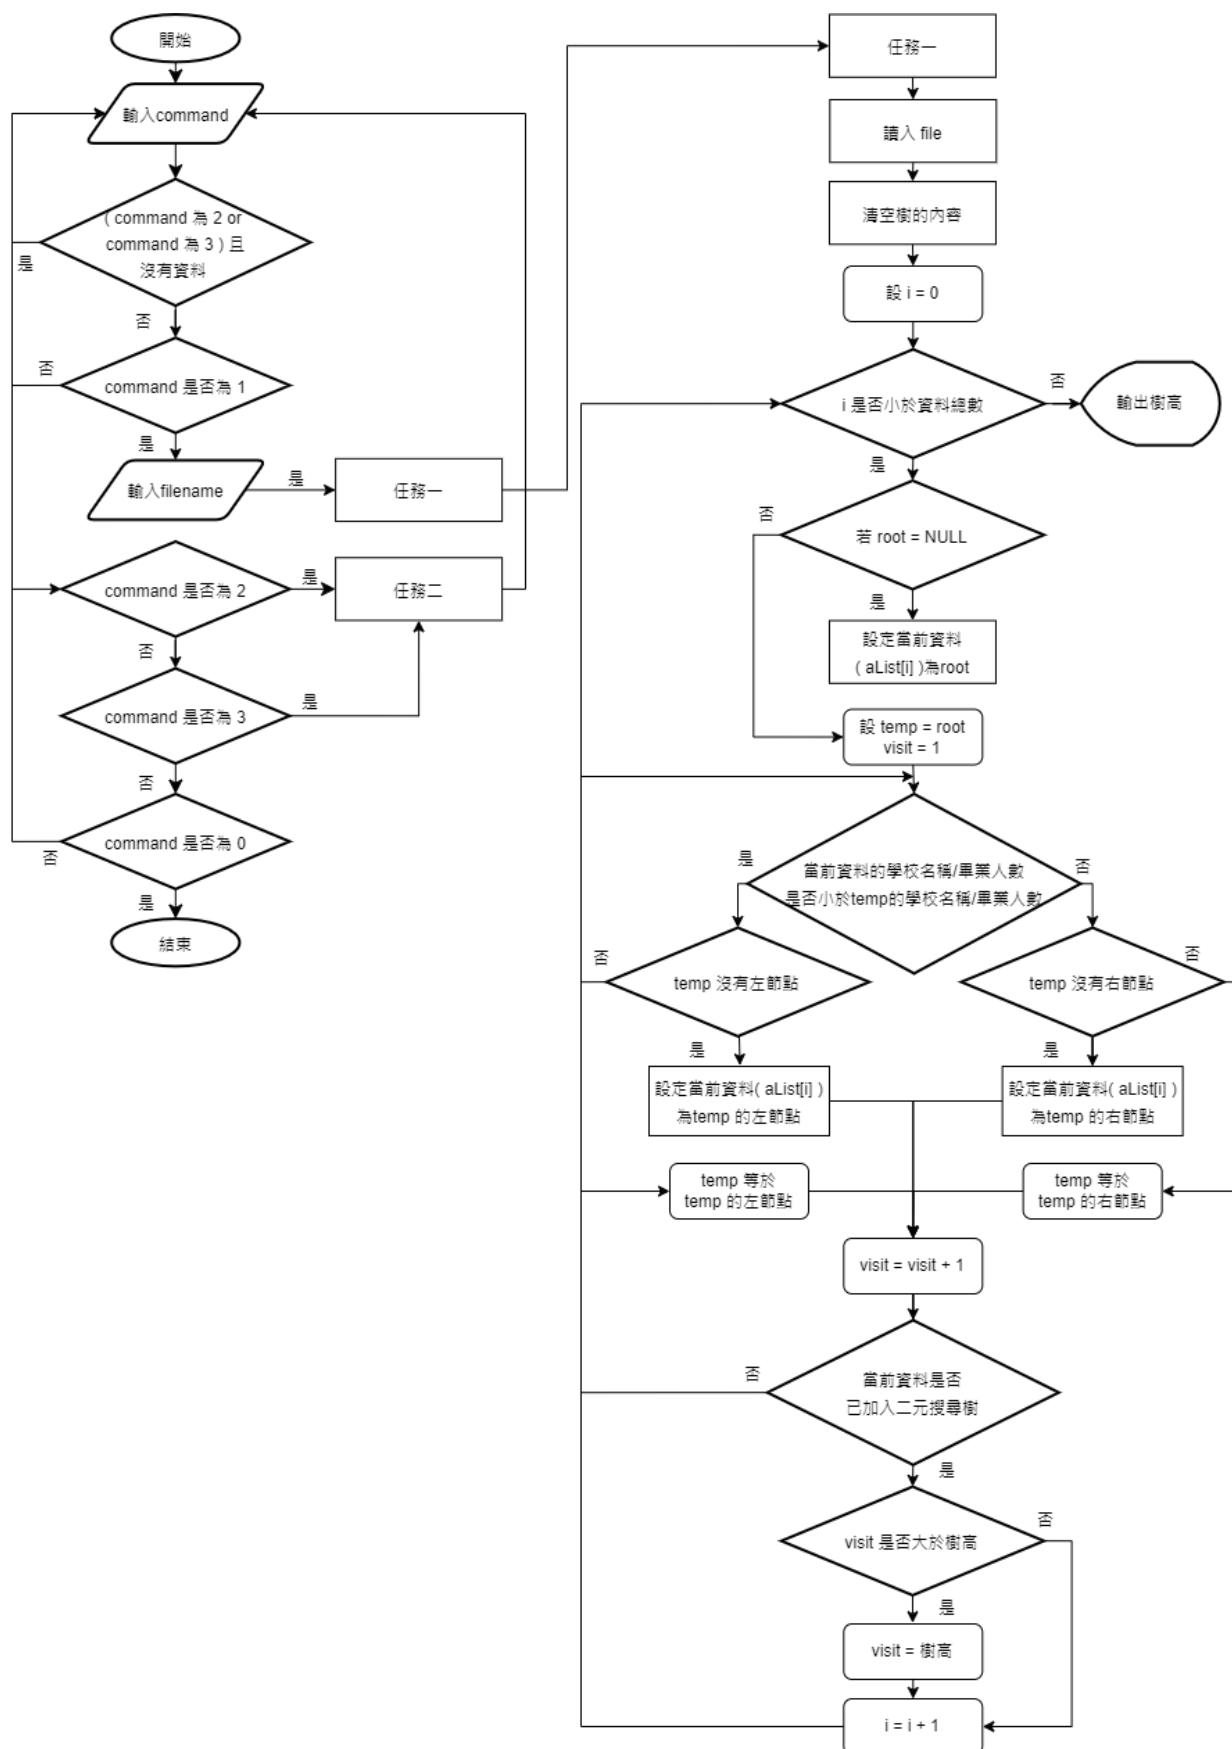 開始
輸入command
( command 為 2 or
command 為 3 ) 且
沒有資料
是
否
command 是否為 1
否
是
輸入filename
是
任務一
command 是否為 2
是
任務二
否
command 是否為 3
是
否
command 是否為 0
否
是
結束
任務一
讀入 file
清空樹的內容
設 i = 0
i 是否小於資料總數
否
輸出樹高
是
若 root = NULL
否
是
設定當前資料
( aList[i] )為root
設 temp = root
visit = 1
當前資料的學校名稱/畢業人數
是否小於temp的學校名稱/畢業人數
是
否
temp 沒有左節點
否
temp 沒有右節點
否
是
是
設定當前資料( aList[i] )
為temp 的左節點
設定當前資料( aList[i] )
為temp 的右節點
temp 等於
temp 的左節點
temp 等於
temp 的右節點
visit = visit + 1
當前資料是否
已加入二元搜尋樹
否
是
visit 是否大於樹高
否
是
visit = 樹高
i = i + 1